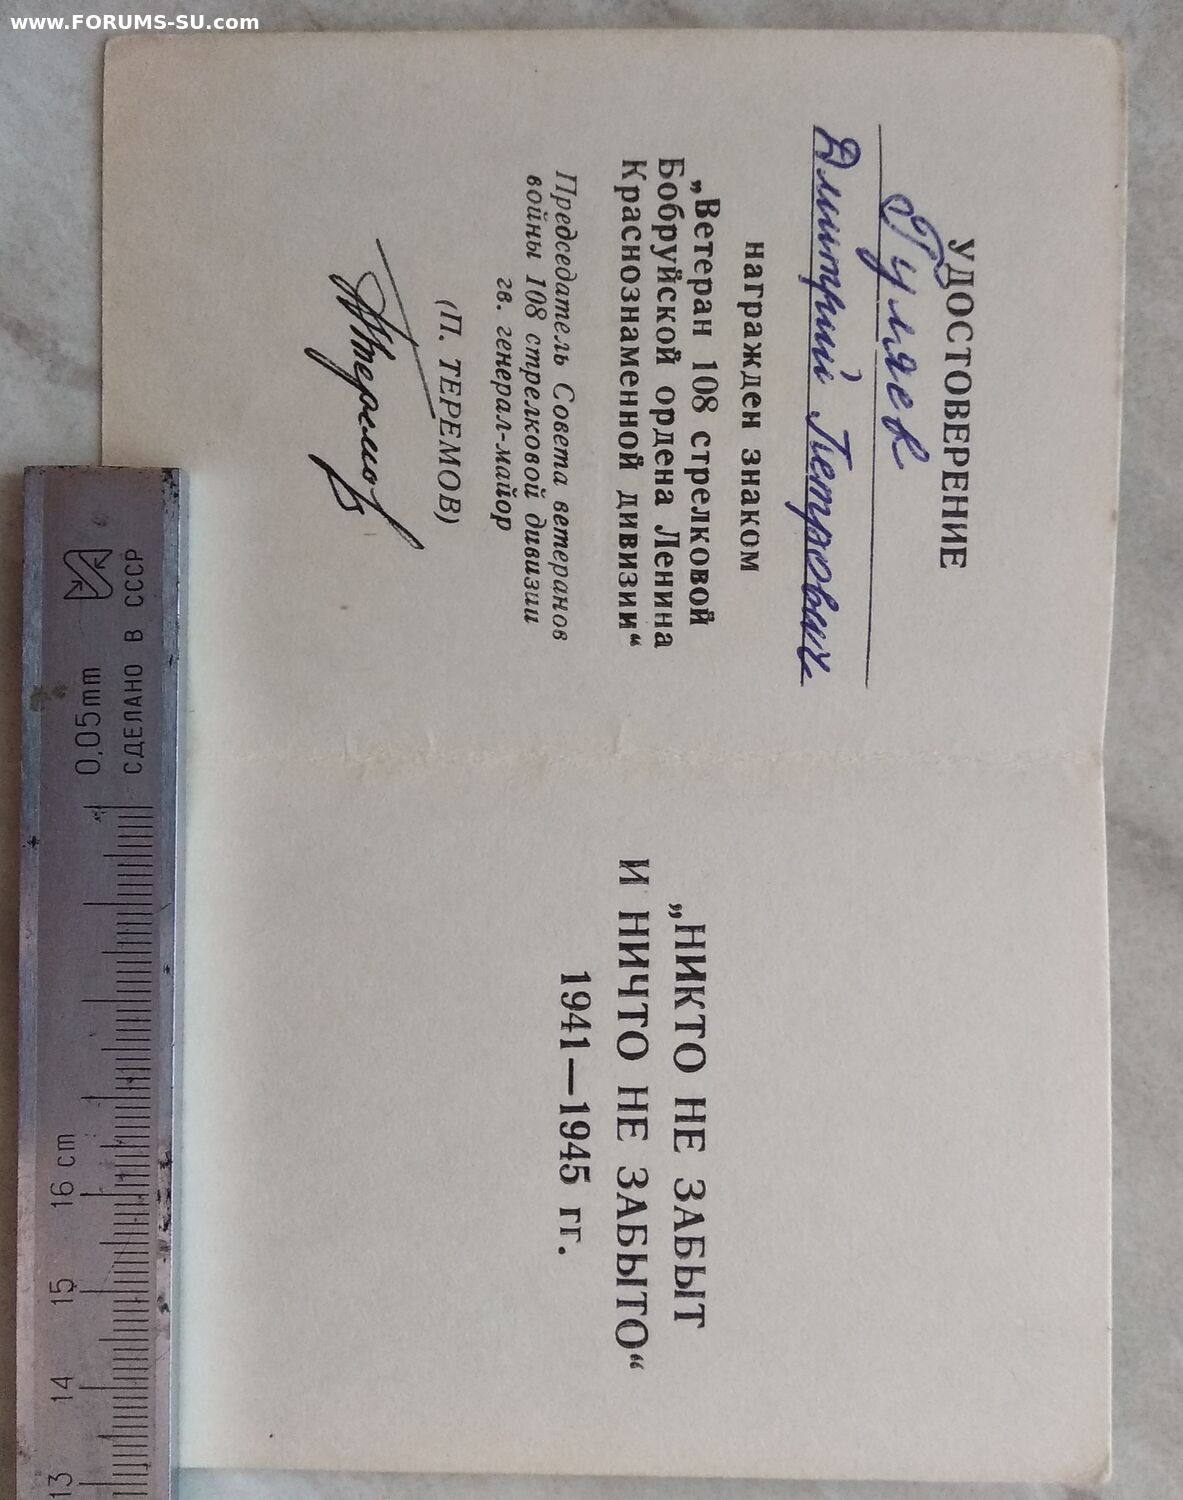 www.FORUMS-SU.com
УДОСТОВЕРЕНИЕ
Гуляев
Дмитрий Петрович
награжден знаком
„Ветеран 108 стрелковой
Бобруйской ордена Ленина
Краснознаменной дивизии“
Председатель Совета ветеранов
войны 108 стрелковой дивизии
гв. генерал-майор
(П. ТЕРЕМОВ)
„НИКТО НЕ ЗАБЫТ
И НИЧТО НЕ ЗАБЫТО“
1941—1945 гг.
СДЕЛАНО В СССР
0,05mm
16 cm
15
14
13